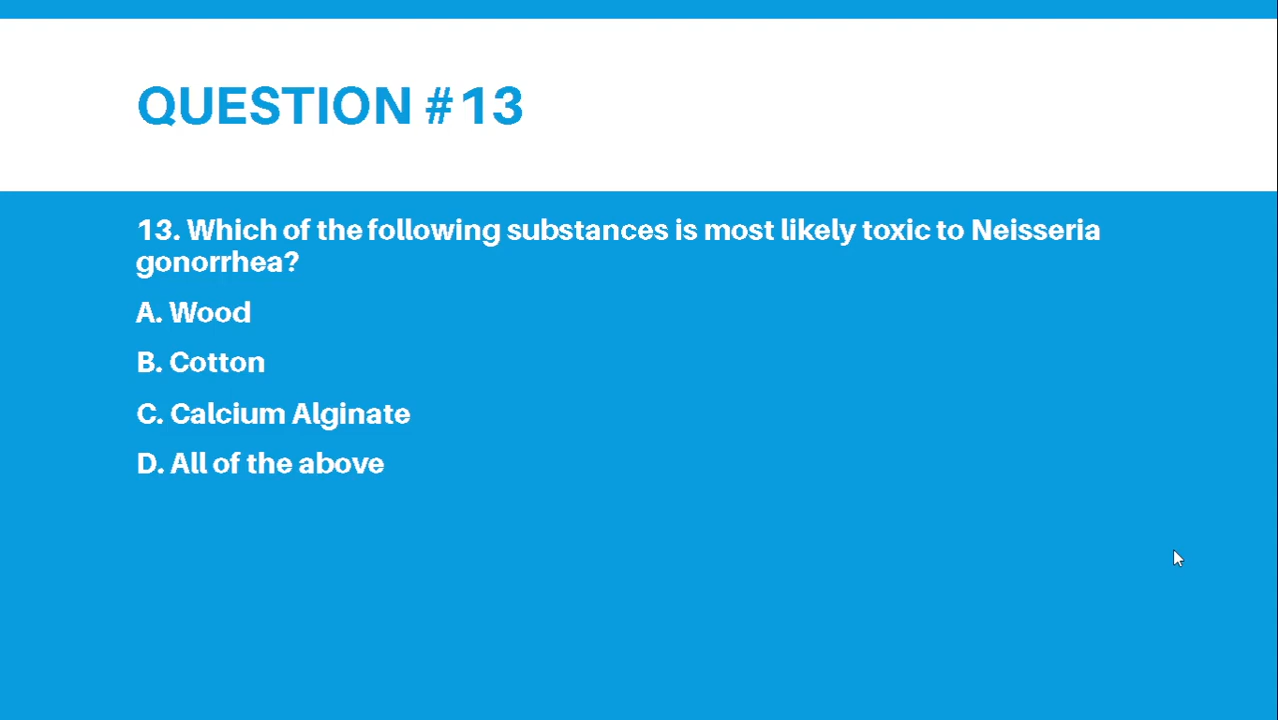 QUESTION #13
13. Which of the following substances is most likely toxic to Neisseria
gonorrhea?
A. Wood
B. Cotton
C. Calcium Alginate
D. All of the above